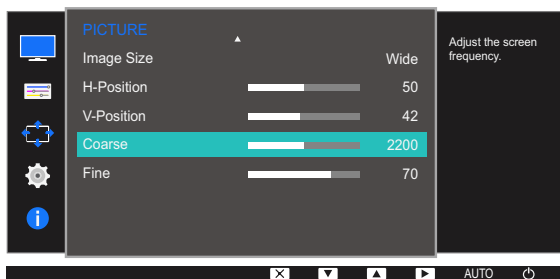 PICTURE
Image Size Wide
H-Position 50
V-Position 42
Coarse 2200
Fine 70
Adjust the screen
frequency.
AUTO